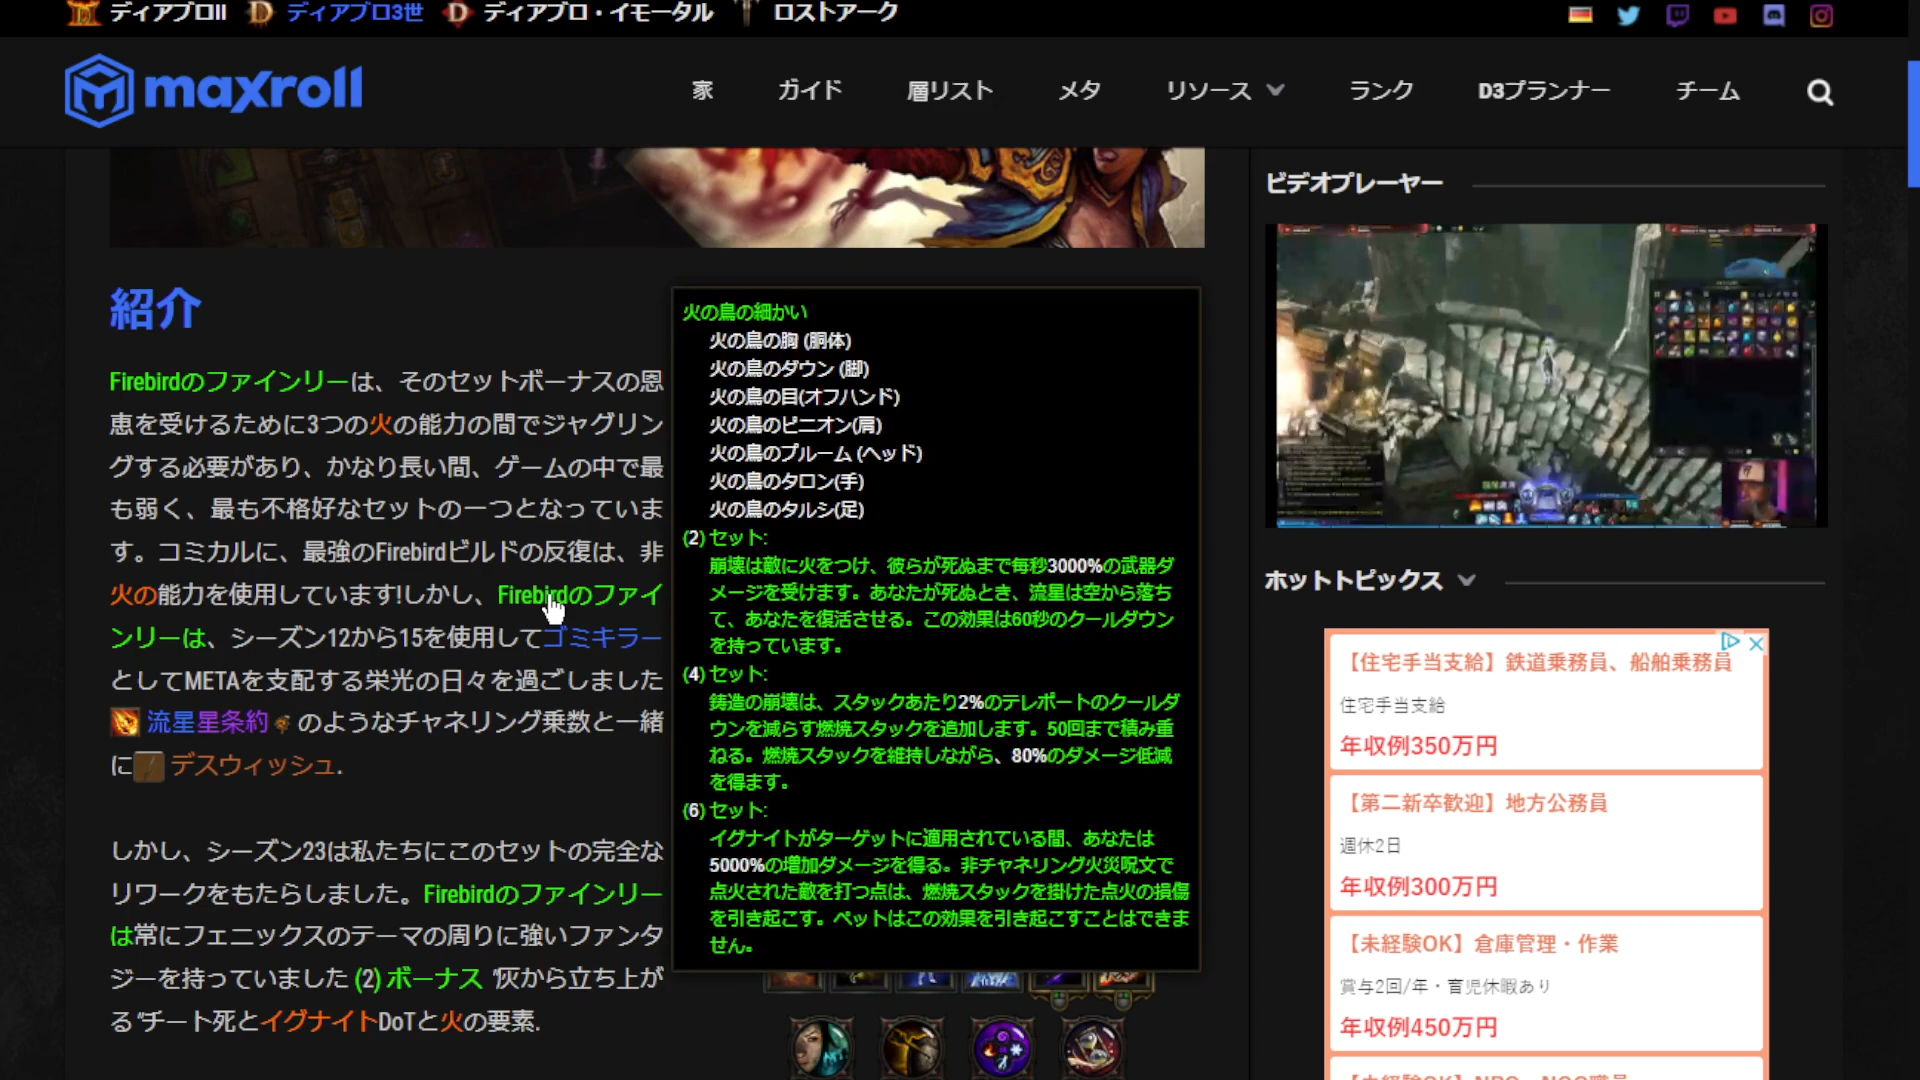 ディアブロII ディアブロ3世 ディアブロ・イモータル ロストアーク
maxroll
家 ガイド 層リスト メタ リソース ランク D3プランナー チーム
紹介
Firebirdのファインリーは、そのセットボーナスの恩
恵を受けるために3つの火の能力の間でジャグリン
グする必要があり、かなり長い間、ゲームの中で最
も弱く、最も不格好なセットの一つとなっていま
す。コミカルに、最強のFirebirdビルドの反復は、非
火の能力を使用しています!しかし、Firebirdのファイ
ンリーは、シーズン12から15を使用してゴミキラー
としてMETAを支配する栄光の日々を過ごしました
流星星条約 のようなチャネリング乗数と一緒
に デスウィッシュ.
しかし、シーズン23は私たちにこのセットの完全な
リワークをもたらしました。Firebirdのファインリー
は常にフェニックスのテーマの周りに強いファンタ
ジーを持っていました (2) ボーナス "灰から立ち上が
る"チート死とイグナイトDoTと火の要素.
火の鳥の細かい
火の鳥の胸 (胴体)
火の鳥のダウン (脚)
火の鳥の目(オフハンド)
火の鳥のピニオン(肩)
火の鳥のプルーム (ヘッド)
火の鳥のタロン(手)
火の鳥のタルシ(足)
(2) セット:
崩壊は敵に火をつけ、彼らが死ぬまで毎秒3000%の武器ダ
メージを受けます。あなたが死ぬとき、流星は空から落ち
て、あなたを復活させる。この効果は60秒のクールダウン
を持っています。
(4) セット:
鋳造の崩壊は、スタックあたり2%のテレポートのクールダ
ウンを減らす燃焼スタックを追加します。50回まで積み重
ねる。燃焼スタックを維持しながら、80%のダメージ低減
を得ます。
(6) セット:
イグナイトがターゲットに適用されている間、あなたは
5000%の増加ダメージを得る。非チャネリング火災呪文で
点火された敵を打つ点は、燃焼スタックを掛けた点火の損傷
を引き起こす。ペットはこの効果を引き起こすことはできま
せん。
ビデオプレーヤー
ホットトピックス
【住宅手当支給】鉄道乗務員、船舶乗務員
住宅手当支給
年収例350万円
【第二新卒歓迎】地方公務員
週休2日
年収例300万円
【未経験OK】倉庫管理・作業
賞与2回/年・育児休暇あり
年収例450万円